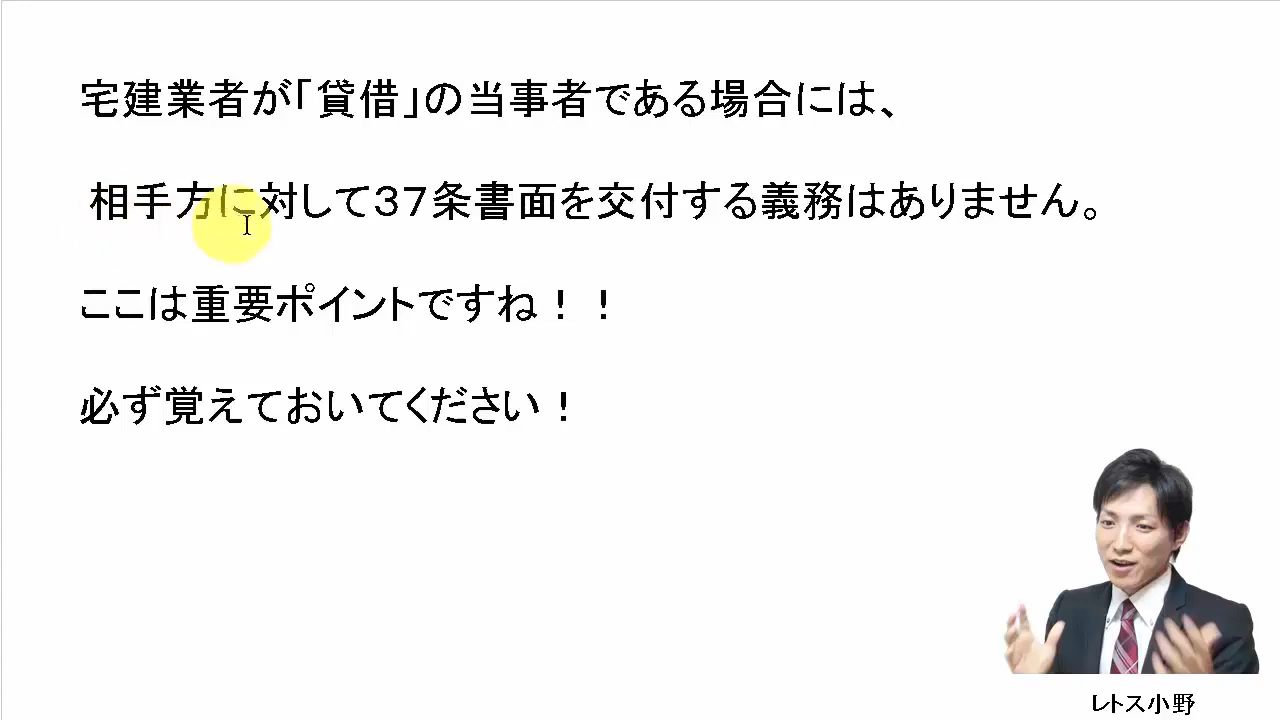 宅建業者が「貸借」の当事者である場合には、
相手方に対して３７条書面を交付する義務はありません。
ここは重要ポイントですね！！
必ず覚えておいてください！
レトス小野